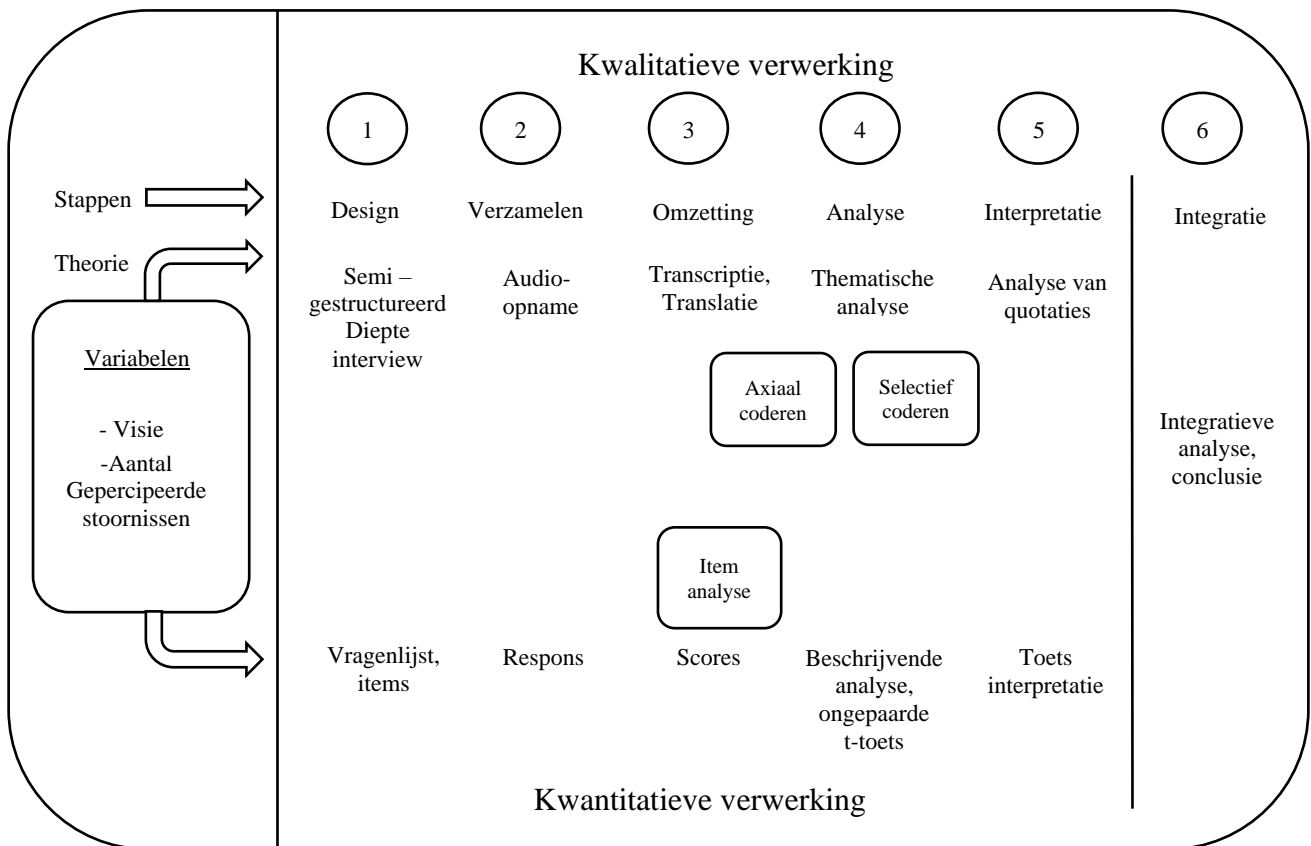 Kwalitatieve verwerking
1
2
3
4
5
6
Stappen
Design
Verzamelen
Omzetting
Analyse
Interpretatie
Integratie
Theorie
Semi –
gestructureerd
Diepte
interview
Audio-
opname
Transcriptie,
Translatie
Thematische
analyse
Analyse van
quotaties
Variabelen
- Visie
-Aantal
Gepercipeerde
stoornissen
Axiaal
coderen
Selectief
coderen
Integratieve
analyse,
conclusie
Item
analyse
Vragenlijst,
items
Respons
Scores
Beschrijvende
analyse,
ongepaarde
t-toets
Toets
interpretatie
Kwantitatieve verwerking